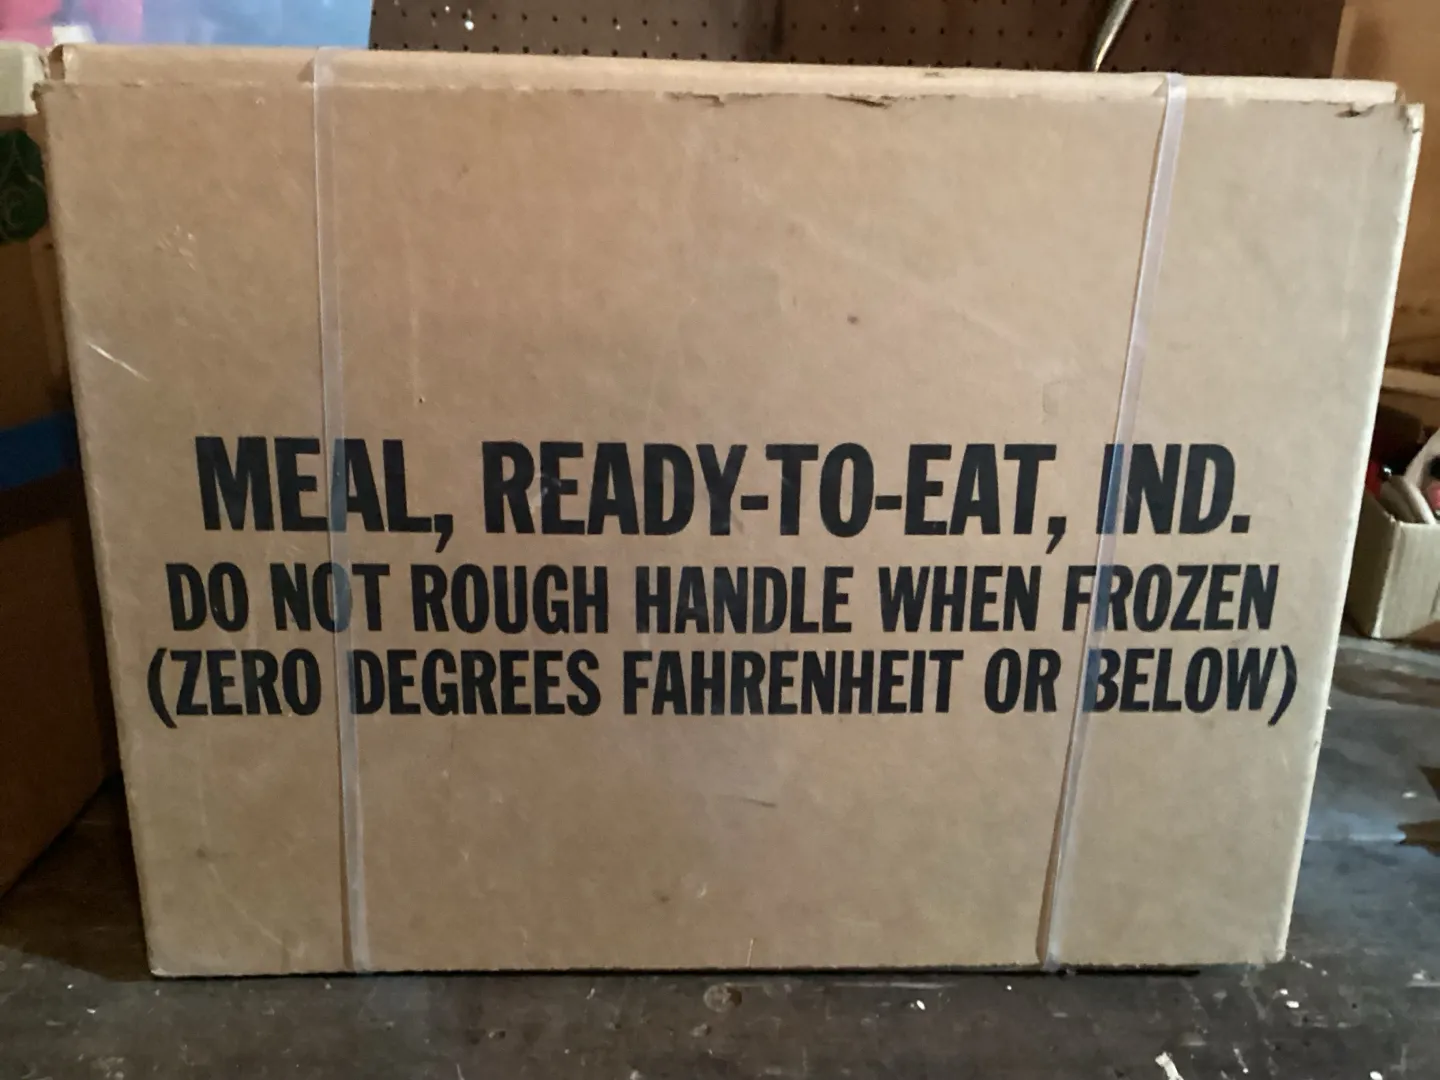 MEAL, READY-TO-EAT, IND.
DO NOT ROUGH HANDLE WHEN FROZEN
(ZERO DEGREES FAHRENHEIT OR BELOW)